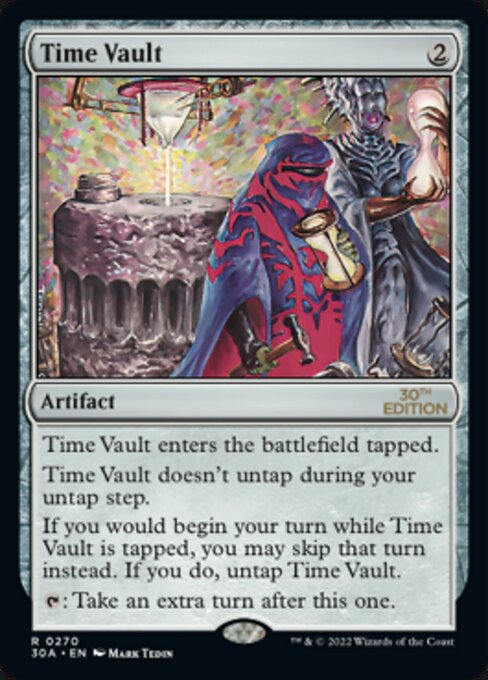 Time Vault 2
Artifact
30TH
EDITION
Time Vault enters the battlefield tapped.
Time Vault doesn't untap during your
untap step.
If you would begin your turn while Time
Vault is tapped, you may skip that turn
instead. If you do, untap Time Vault.
: Take an extra turn after this one.
R 0270
30A • EN Mark Tedin
™ & © 2022 Wizards of the Coast